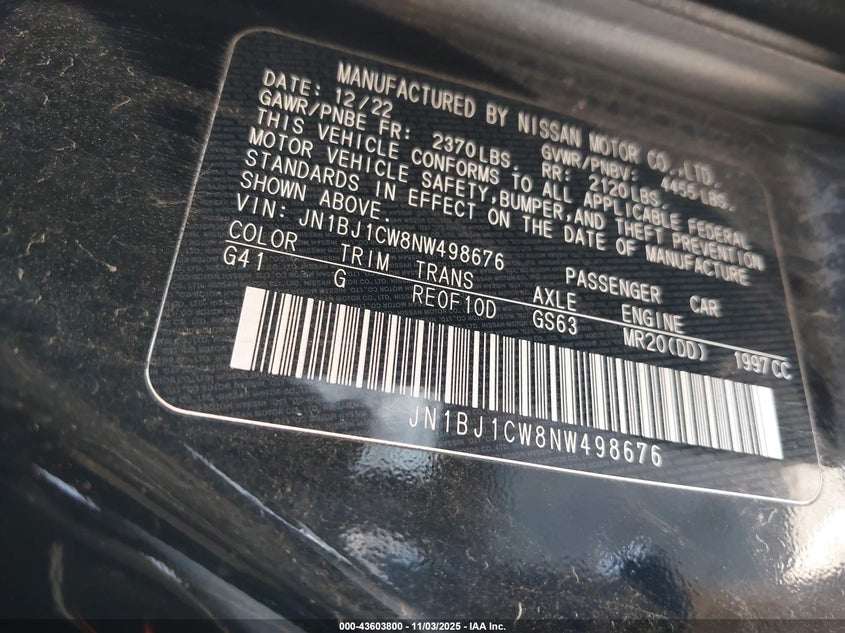 MANUFACTURED BY NISSAN MOTOR CO.,LTD.
DATE: 12/22 GVWR/PNBV: 4455LBS.
GAWR/PNBE FR: 2370LBS. RR: 2120LBS.
THIS VEHICLE CONFORMS TO ALL APPLICABLE FEDERAL
MOTOR VEHICLE SAFETY,BUMPER,AND THEFT PREVENTION
STANDARDS IN EFFECT ON THE DATE OF MANUFACTURE
SHOWN ABOVE.
VIN: JN1BJ1CW8NW498676 PASSENGER CAR
COLOR TRIM TRANS AXLE ENGINE
G41 G RE0F10D GS63 MR20(DD) 1997CC
JN1BJ1CW8NW498676
000-43603800 - 11/03/2025 - IAA Inc.